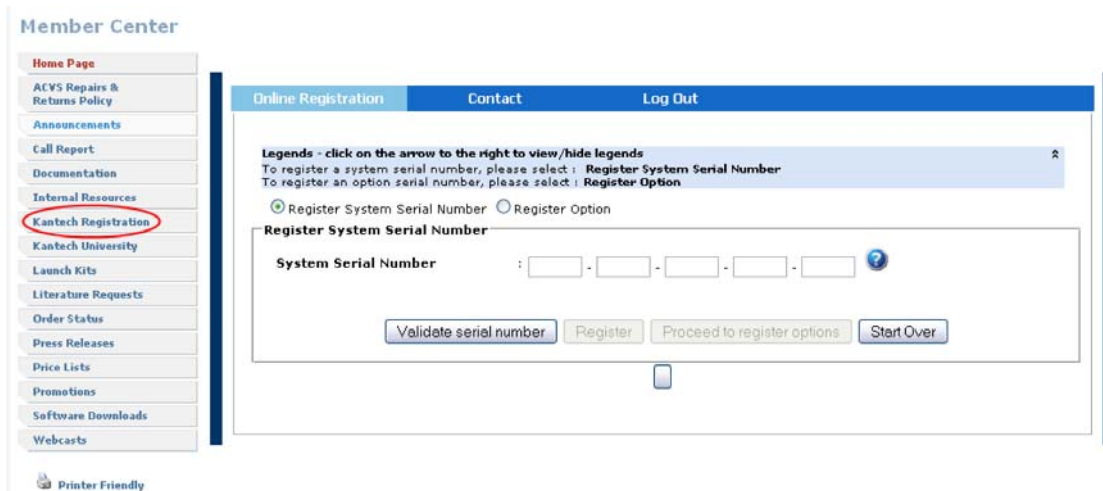 Member Center
Home Page
ACVS Repairs &
Returns Policy
Announcements
Call Report
Documentation
Internal Resources
Kantech Registration
Kantech University
Launch Kits
Literature Requests
Order Status
Press Releases
Price Lists
Promotions
Software Downloads
Webcasts
Printer Friendly
Online Registration Contact Log Out
Legends - click on the arrow to the right to view/hide legends
To register a system serial number, please select : Register System Serial Number
To register an option serial number, please select : Register Option
Register System Serial Number Register Option
Register System Serial Number
System Serial Number : - - - - ?
Validate serial number Register Proceed to register options Start Over